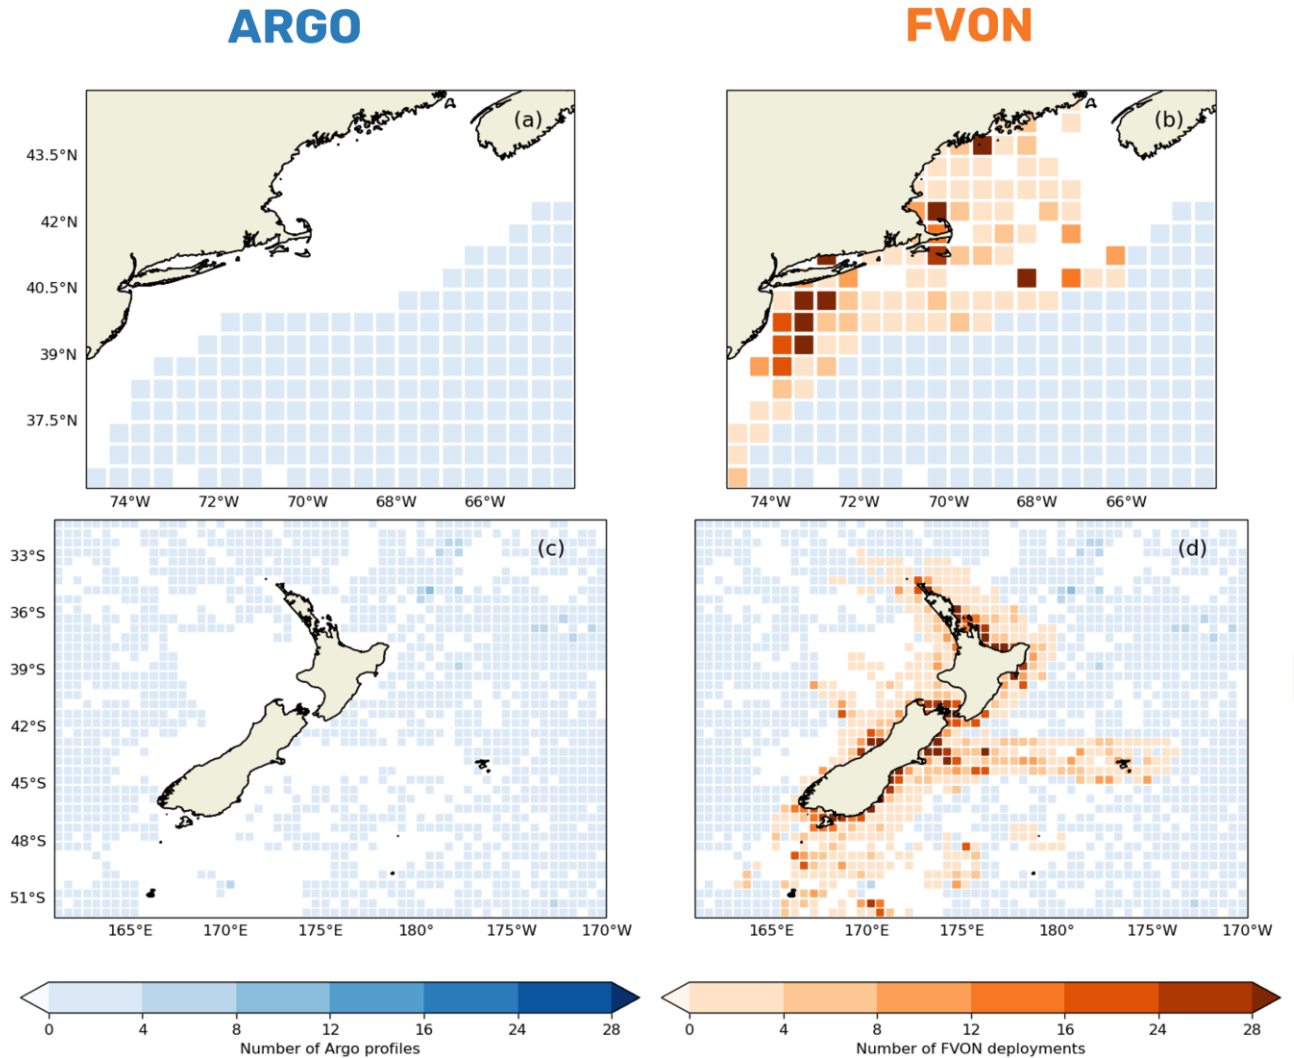 ARGO
FVON
(a)
(b)
43.5°N
42°N
40.5°N
39°N
37.5°N
74°W 72°W 70°W 68°W 66°W
74°W 72°W 70°W 68°W 66°W
(c)
(d)
33°S
36°S
39°S
42°S
45°S
48°S
51°S
165°E 170°E 175°E 180° 175°W 170°W
165°E 170°E 175°E 180° 175°W 170°W
0 4 8 12 16 24 28
Number of Argo profiles
0 4 8 12 16 24 28
Number of FVON deployments